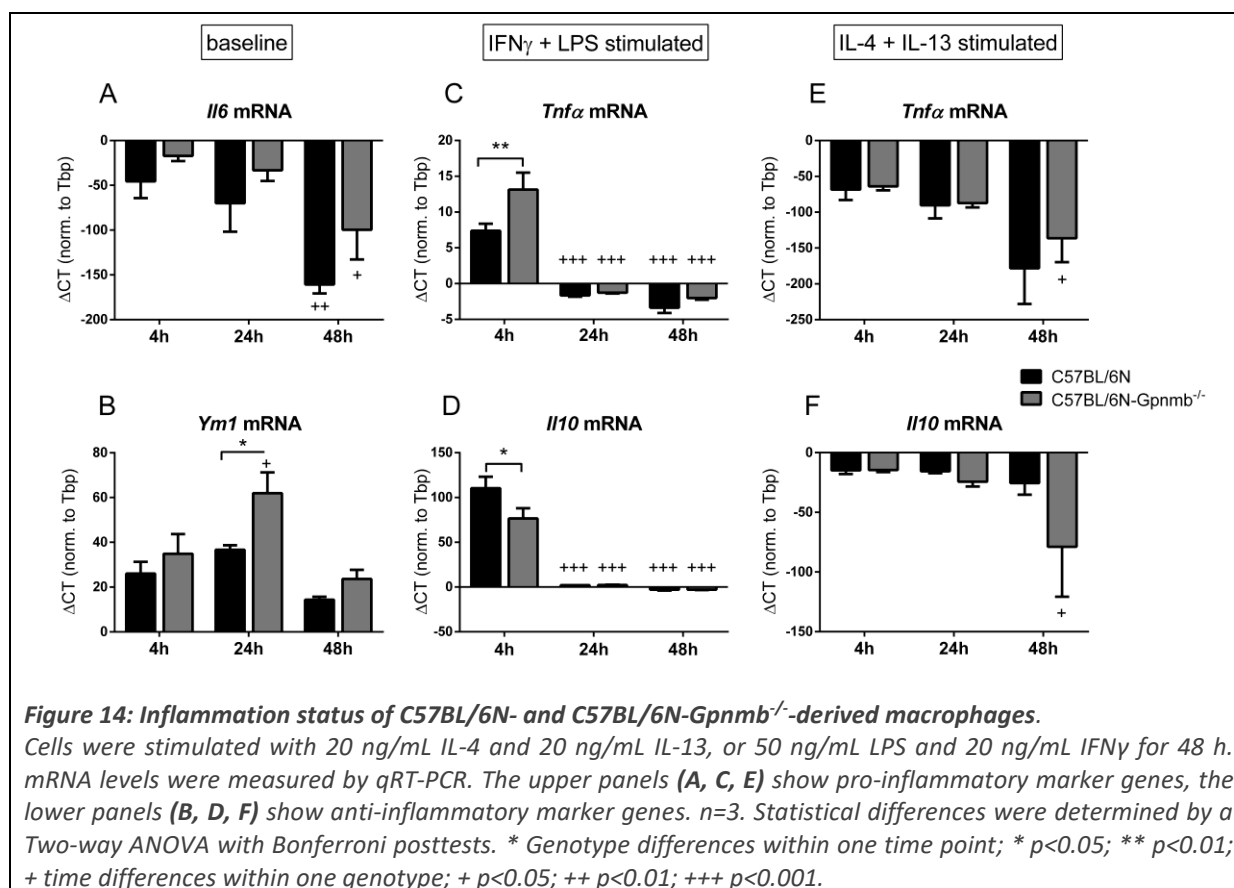 baseline
IFNγ + LPS stimulated
IL-4 + IL-13 stimulated
A
Il6 mRNA
ΔCT (norm. to Tbp)
0
-50
-100
-150
-200
++
+
4h
24h
48h
C
Tnfα mRNA
ΔCT (norm. to Tbp)
20
15
10
5
0
-5
**
+++
+++
+++
+++
4h
24h
48h
E
Tnfα mRNA
ΔCT (norm. to Tbp)
0
-50
-100
-150
-200
-250
+
4h
24h
48h
C57BL/6N
C57BL/6N-Gpnmb-/-
B
Ym1 mRNA
ΔCT (norm. to Tbp)
80
60
40
20
0
*
+
4h
24h
48h
D
Il10 mRNA
ΔCT (norm. to Tbp)
150
100
50
0
-50
*
+++
+++
+++
+++
4h
24h
48h
F
Il10 mRNA
ΔCT (norm. to Tbp)
0
-50
-100
-150
+
4h
24h
48h
Figure 14: Inflammation status of C57BL/6N- and C57BL/6N-Gpnmb-/--derived macrophages.
Cells were stimulated with 20 ng/mL IL-4 and 20 ng/mL IL-13, or 50 ng/mL LPS and 20 ng/mL IFNγ for 48 h.
mRNA levels were measured by qRT-PCR. The upper panels (A, C, E) show pro-inflammatory marker genes, the
lower panels (B, D, F) show anti-inflammatory marker genes. n=3. Statistical differences were determined by a
Two-way ANOVA with Bonferroni posttests. * Genotype differences within one time point; * p<0.05; ** p<0.01;
+ time differences within one genotype; + p<0.05; ++ p<0.01; +++ p<0.001.